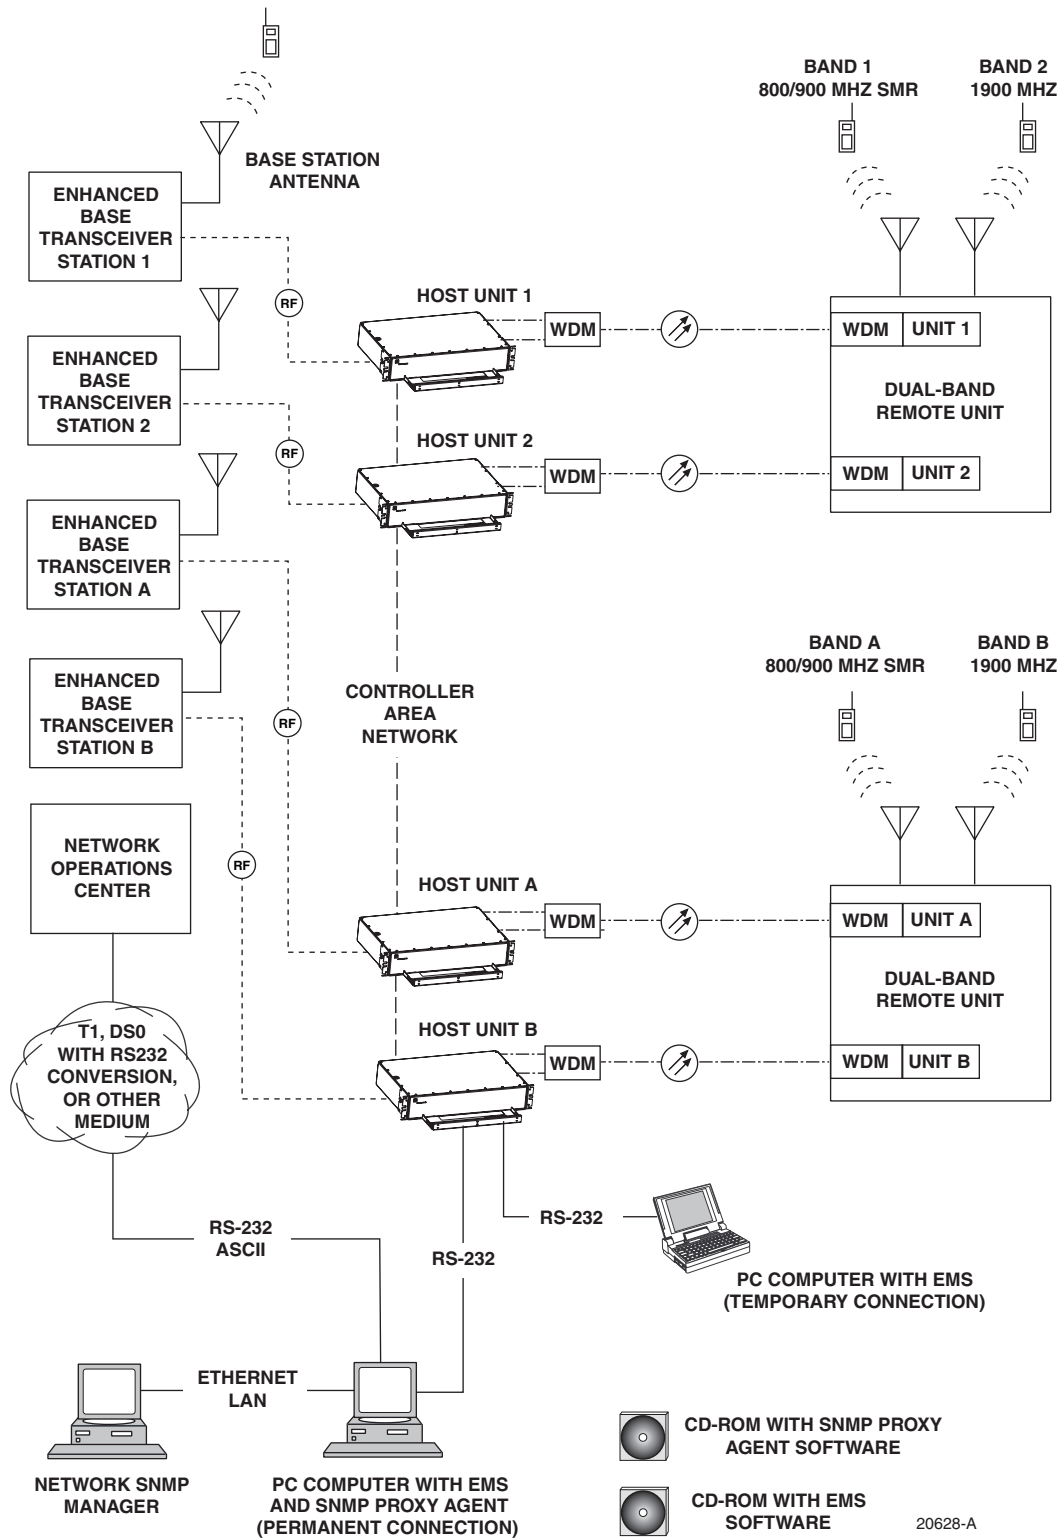 BAND 1
800/900 MHZ SMR
BAND 2
1900 MHZ
BASE STATION
ANTENNA
ENHANCED
BASE
TRANSCEIVER
STATION 1
RF
HOST UNIT 1
WDM
WDM
UNIT 1
DUAL-BAND
REMOTE UNIT
ENHANCED
BASE
TRANSCEIVER
STATION 2
RF
HOST UNIT 2
WDM
WDM
UNIT 2
ENHANCED
BASE
TRANSCEIVER
STATION A
BAND A
800/900 MHZ SMR
BAND B
1900 MHZ
ENHANCED
BASE
TRANSCEIVER
STATION B
RF
CONTROLLER
AREA
NETWORK
NETWORK
OPERATIONS
CENTER
RF
HOST UNIT A
WDM
WDM
UNIT A
DUAL-BAND
REMOTE UNIT
T1, DS0
WITH RS232
CONVERSION,
OR OTHER
MEDIUM
HOST UNIT B
WDM
WDM
UNIT B
RS-232
ASCII
RS-232
RS-232
PC COMPUTER WITH EMS
(TEMPORARY CONNECTION)
ETHERNET
LAN
NETWORK SNMP
MANAGER
PC COMPUTER WITH EMS
AND SNMP PROXY AGENT
(PERMANENT CONNECTION)
CD-ROM WITH SNMP PROXY
AGENT SOFTWARE
CD-ROM WITH EMS
SOFTWARE
20628-A